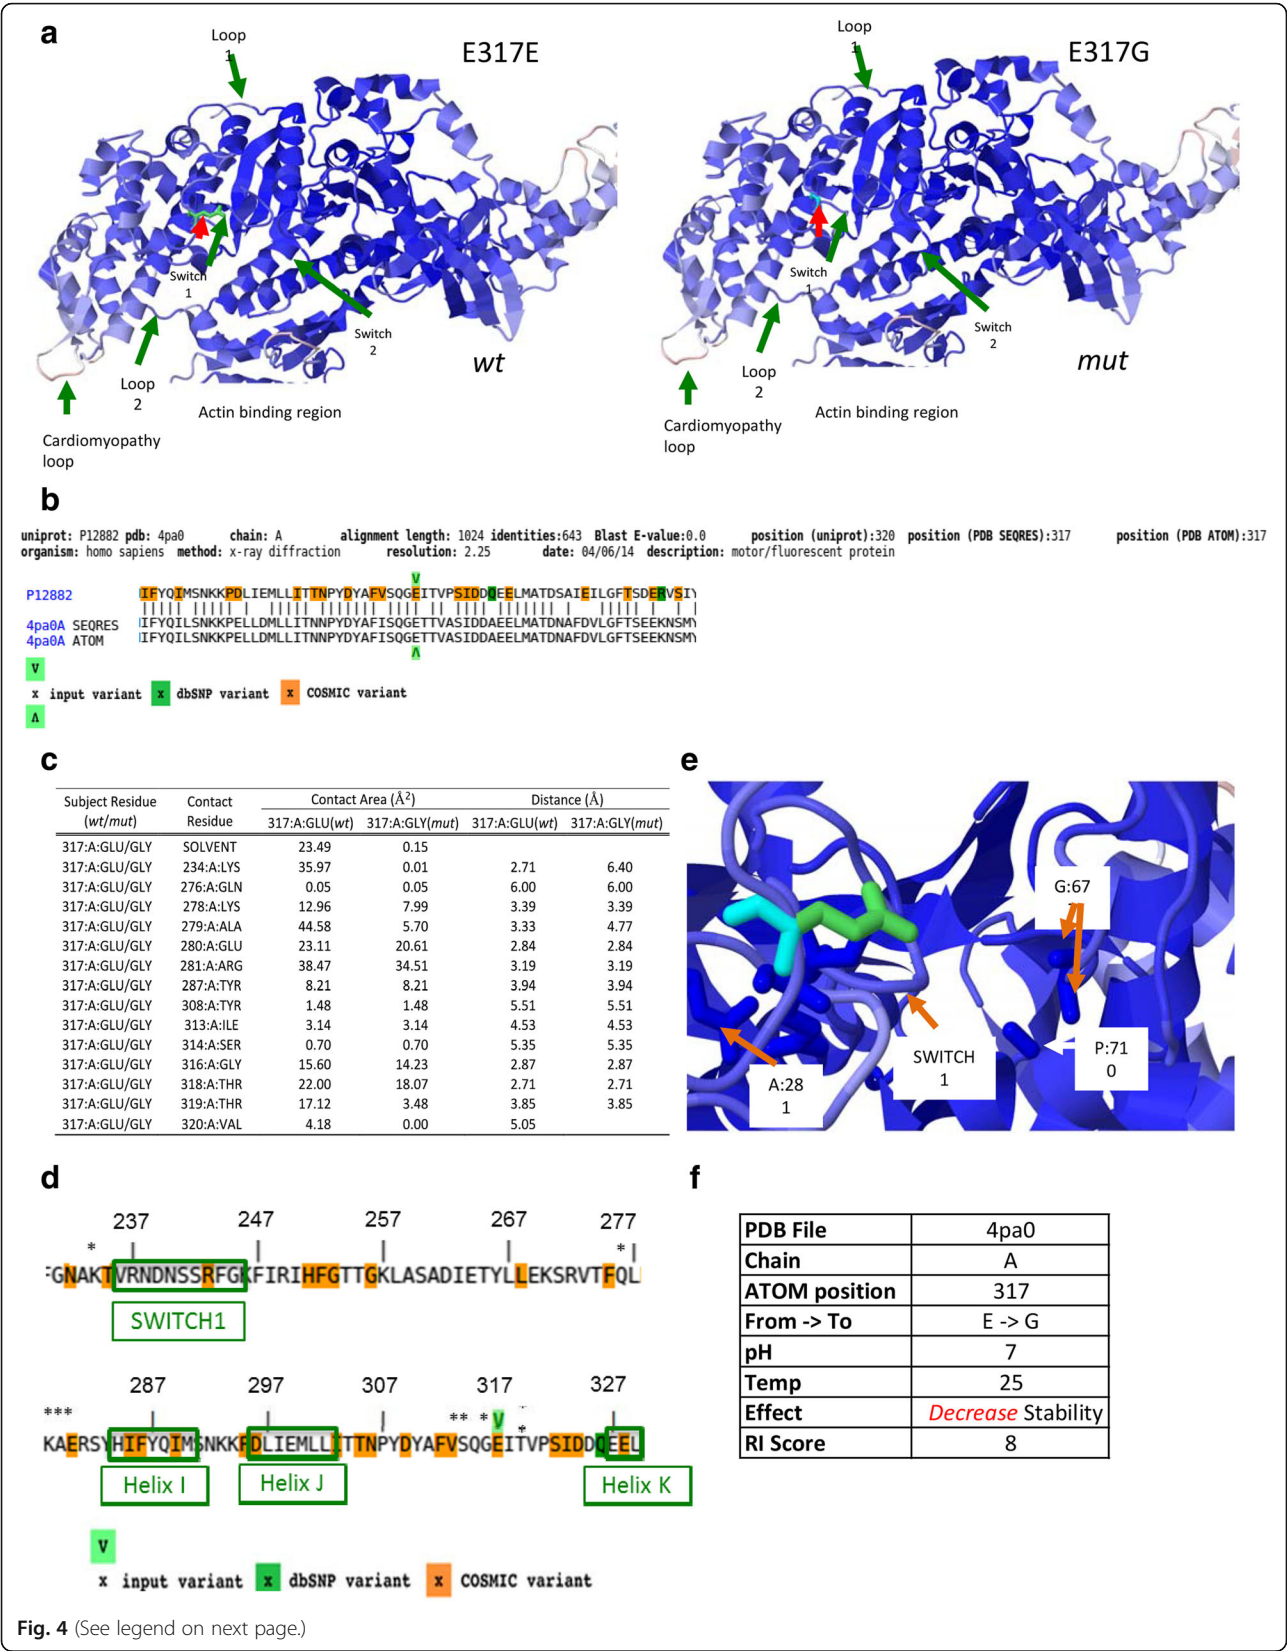 a
Loop
1
E317E
Switch
1
Switch
2
Loop
2
wt
Actin binding region
Cardiomyopathy
loop
Loop
1
E317G
Switch
1
Switch
2
Loop
2
mut
Actin binding region
Cardiomyopathy
loop
b
uniprot: P12882 pdb: 4pa0 chain: A alignment length: 1024 identities:643 Blast E-value:0.0 position (uniprot):320 position (PDB SEQRES):317 position (PDB ATOM):317
organism: homo sapiens method: x-ray diffraction resolution: 2.25 date: 04/06/14 description: motor/fluorescent protein
V
P12882 IFYQIMSNKKPDLIEMLLITTNPYDYAFVSQGEITVPSIDDQEELMATDSAIEILGFTSDERVSIY
4pa0A SEQRES IFYQILSNKKPELLDMLLITNNPYDYAFISQGETTVASIDDAEELMATDNAFDVLGFTSEEKNSMY
4pa0A ATOM IFYQILSNKKPELLDMLLITNNPYDYAFISQGETTVASIDDAEELMATDNAFDVLGFTSEEKNSMY
Λ
V
x input variant x dbSNP variant x COSMIC variant
Λ
c
Subject Residue Contact Contact Area (Å²) Distance (Å)
(wt/mut) Residue 317:A:GLU(wt) 317:A:GLY(mut) 317:A:GLU(wt) 317:A:GLY(mut)
317:A:GLU/GLY SOLVENT 23.49 0.15
317:A:GLU/GLY 234:A:LYS 35.97 0.01 2.71 6.40
317:A:GLU/GLY 276:A:GLN 0.05 0.05 6.00 6.00
317:A:GLU/GLY 278:A:LYS 12.96 7.99 3.39 3.39
317:A:GLU/GLY 279:A:ALA 44.58 5.70 3.33 4.77
317:A:GLU/GLY 280:A:GLU 23.11 20.61 2.84 2.84
317:A:GLU/GLY 281:A:ARG 38.47 34.51 3.19 3.19
317:A:GLU/GLY 287:A:TYR 8.21 8.21 3.94 3.94
317:A:GLU/GLY 308:A:TYR 1.48 1.48 5.51 5.51
317:A:GLU/GLY 313:A:ILE 3.14 3.14 4.53 4.53
317:A:GLU/GLY 314:A:SER 0.70 0.70 5.35 5.35
317:A:GLU/GLY 316:A:GLY 15.60 14.23 2.87 2.87
317:A:GLU/GLY 318:A:THR 22.00 18.07 2.71 2.71
317:A:GLU/GLY 319:A:THR 17.12 3.48 3.85 3.85
317:A:GLU/GLY 320:A:VAL 4.18 0.00 5.05
e
G:67
A:28
1
SWITCH
1
P:71
0
d
237 247 257 267 277
* *
GNAKTVRNDNSSRFGKFIRIHFGTTGKLASADIETYLLEKSRVTFQL
SWITCH1
287 297 307 317 327
*** ** * V *
KAERSYHIFYQIMSNKKPDLIEMLLITTNPYDYAFVSQGEITVPSIDDQEEL
Helix I Helix J Helix K
V
x input variant x dbSNP variant x COSMIC variant
f
PDB File 4pa0
Chain A
ATOM position 317
From -> To E -> G
pH 7
Temp 25
Effect Decrease Stability
RI Score 8
Fig. 4 (See legend on next page.)